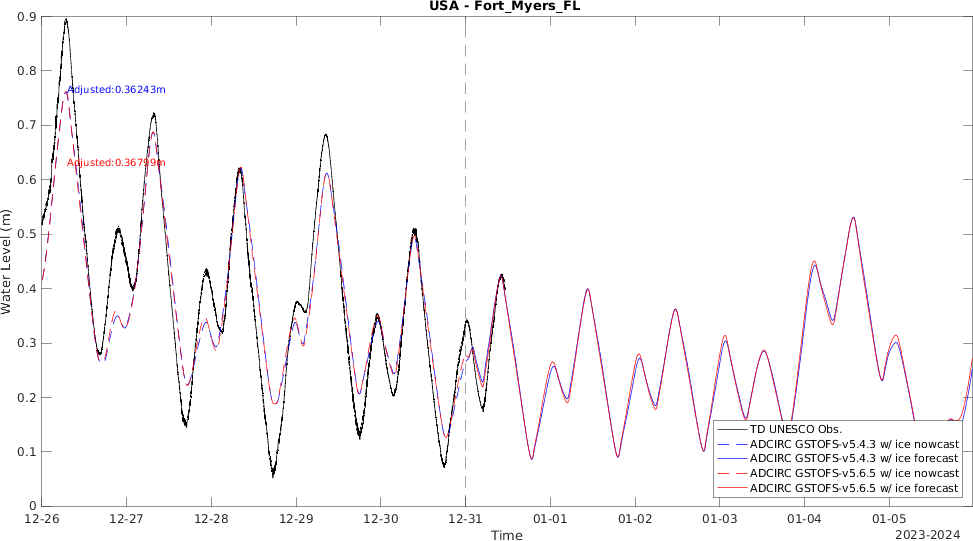 USA - Fort_Myers_FL
0.9
0.8
0.7
0.6
0.5
0.4
0.3
0.2
0.1
0
Water Level (m)
Adjusted:0.36243m
Adjusted:0.36799m
TD UNESCO Obs.
ADCIRC GSTOFS-v5.4.3 w/ ice nowcast
ADCIRC GSTOFS-v5.4.3 w/ ice forecast
ADCIRC GSTOFS-v5.6.5 w/ ice nowcast
ADCIRC GSTOFS-v5.6.5 w/ ice forecast
12-26 12-27 12-28 12-29 12-30 12-31 01-01 01-02 01-03 01-04 01-05
Time
2023-2024